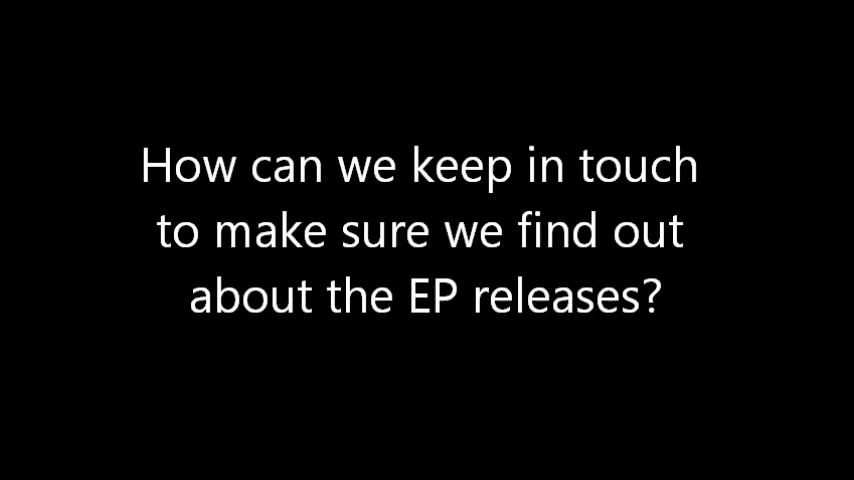 How can we keep in touch
to make sure we find out
about the EP releases?